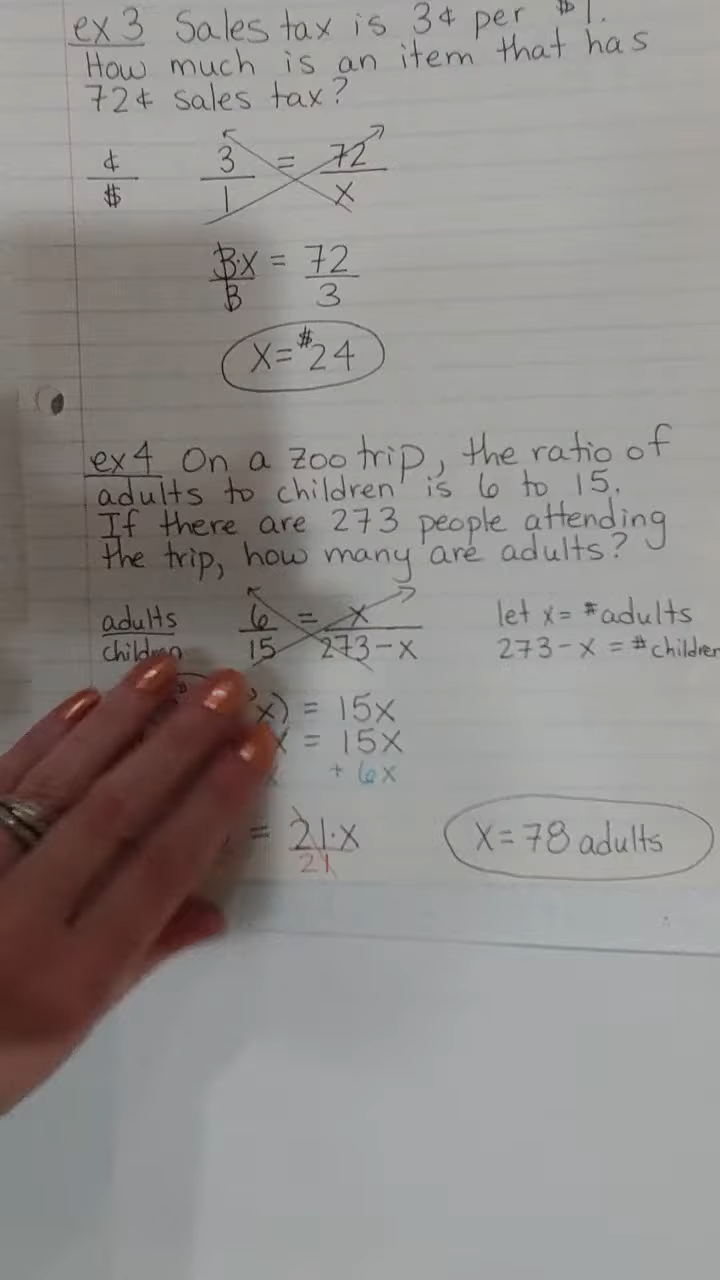 ex 3 Sales tax is 3¢ per $1.
How much is an item that has
72¢ sales tax?
¢ 3 = 72
$ 1 x
3·x = 72
3 3
x = $24
ex 4 On a zoo trip, the ratio of
adults to children is 6 to 15.
If there are 273 people attending
the trip, how many are adults?
adults 6 = x let x = #adults
children 15 273-x 273-x = #children
x) = 15x
x = 15x
+ 6x
= 21·x x = 78 adults
21